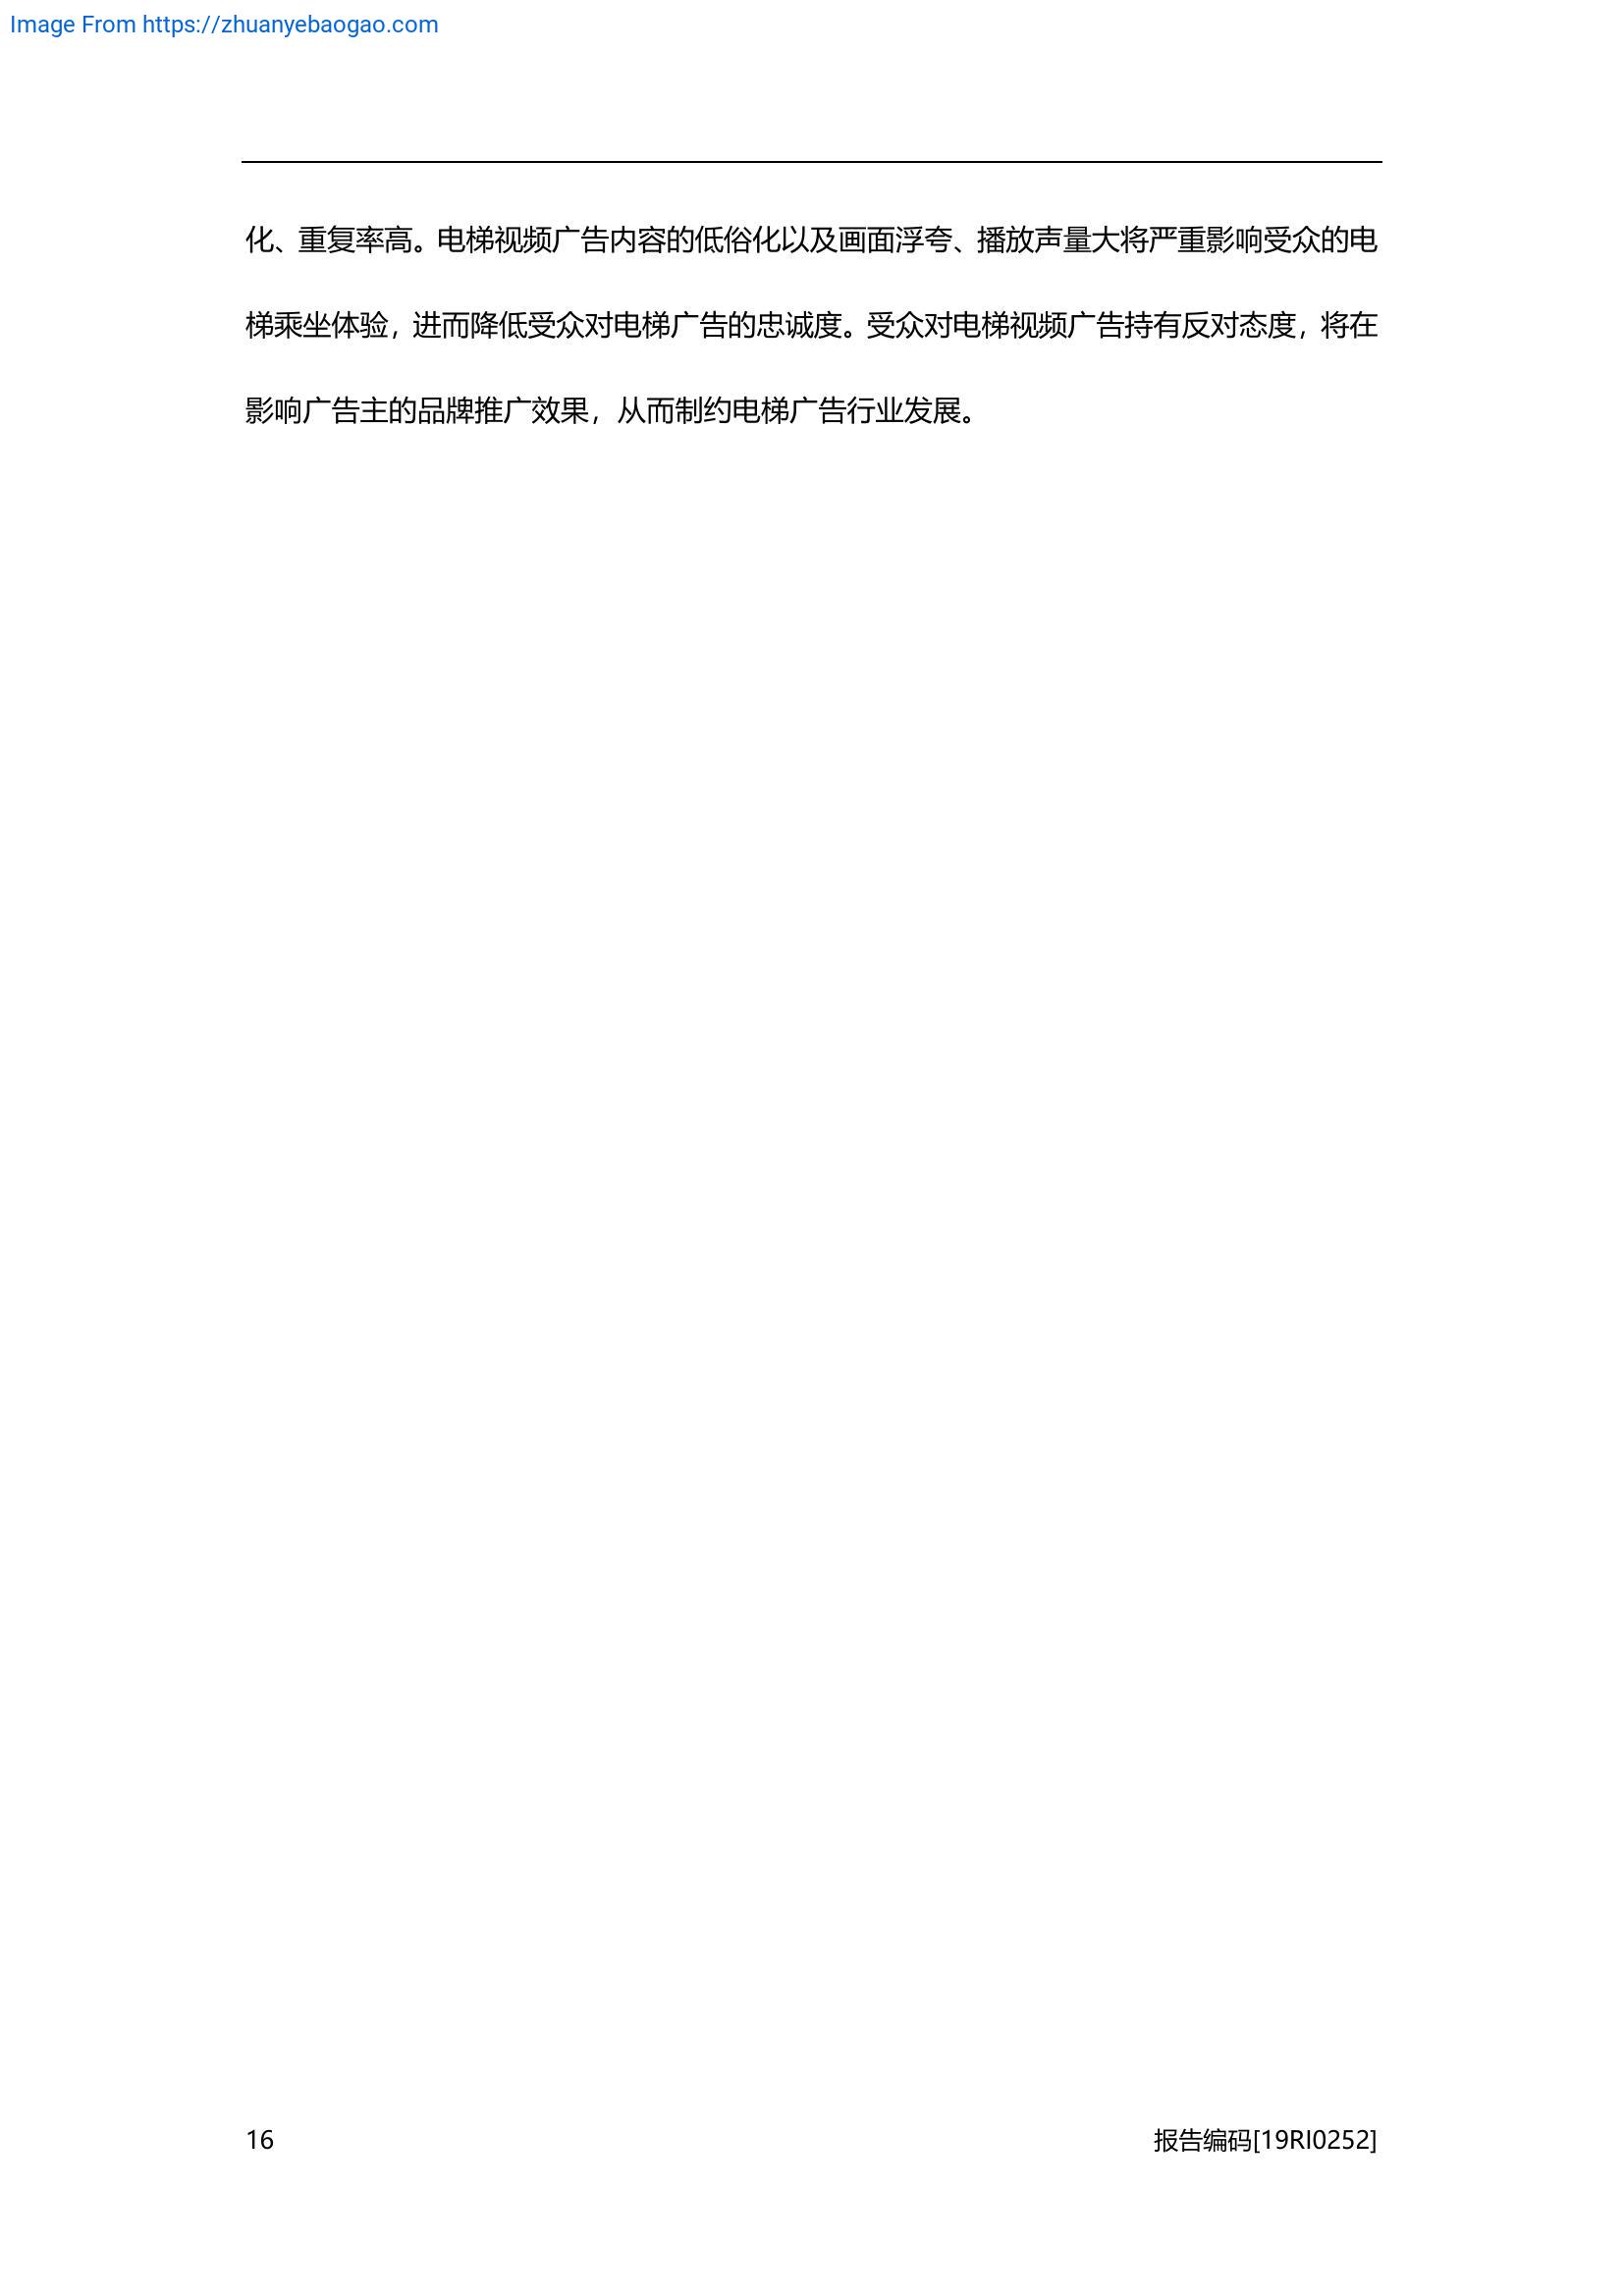 Image From https://zhuanyebaogao.com
化、重复率高。电梯视频广告内容的低俗化以及画面浮夸、播放声量大将严重影响受众的电
梯乘坐体验，进而降低受众对电梯广告的忠诚度。受众对电梯视频广告持有反对态度，将在
影响广告主的品牌推广效果，从而制约电梯广告行业发展。
16 报告编码[19RI0252]